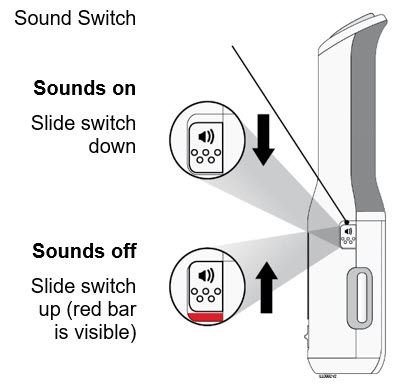 Sound Switch
Sounds on
Slide switch
down
Sounds off
Slide switch
up (red bar
is visible)